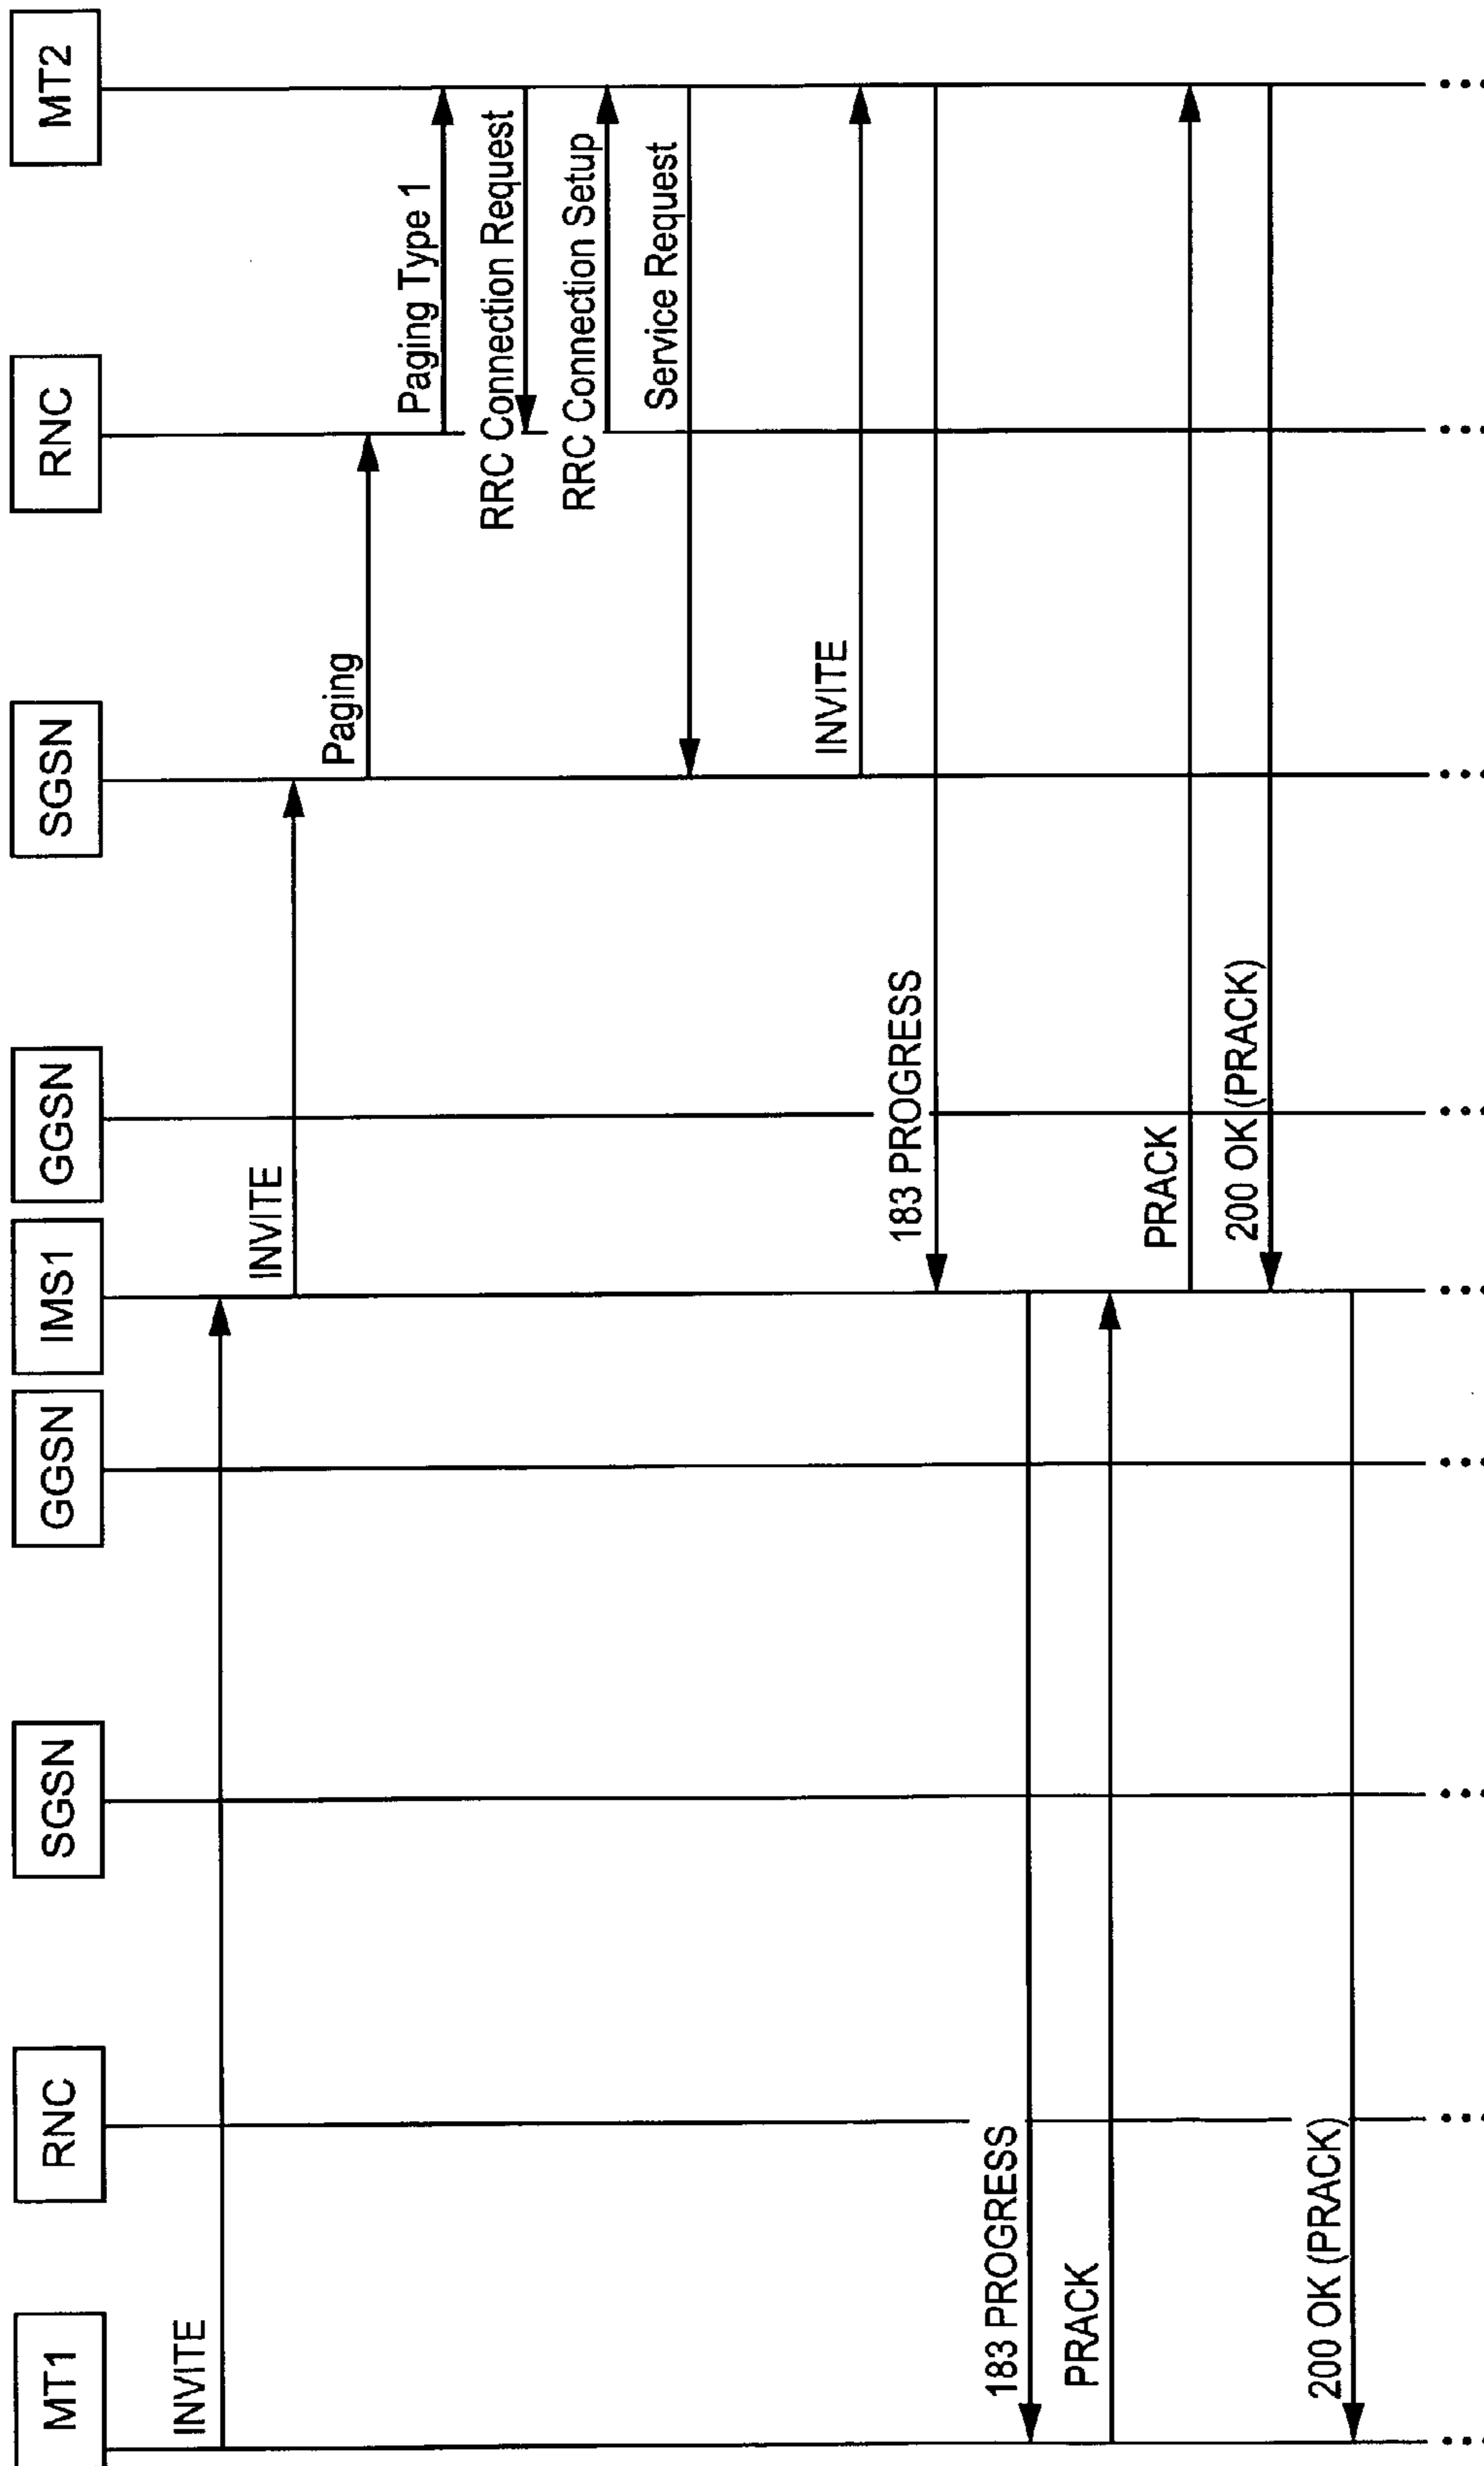 MT1
RNC
SGSN
GGSN
IMS1
GGSN
SGSN
RNC
MT2
INVITE
INVITE
Paging
Paging Type 1
RRC Connection Request
RRC Connection Setup
Service Request
INVITE
183 PROGRESS
183 PROGRESS
PRACK
PRACK
200 OK (PRACK)
200 OK (PRACK)